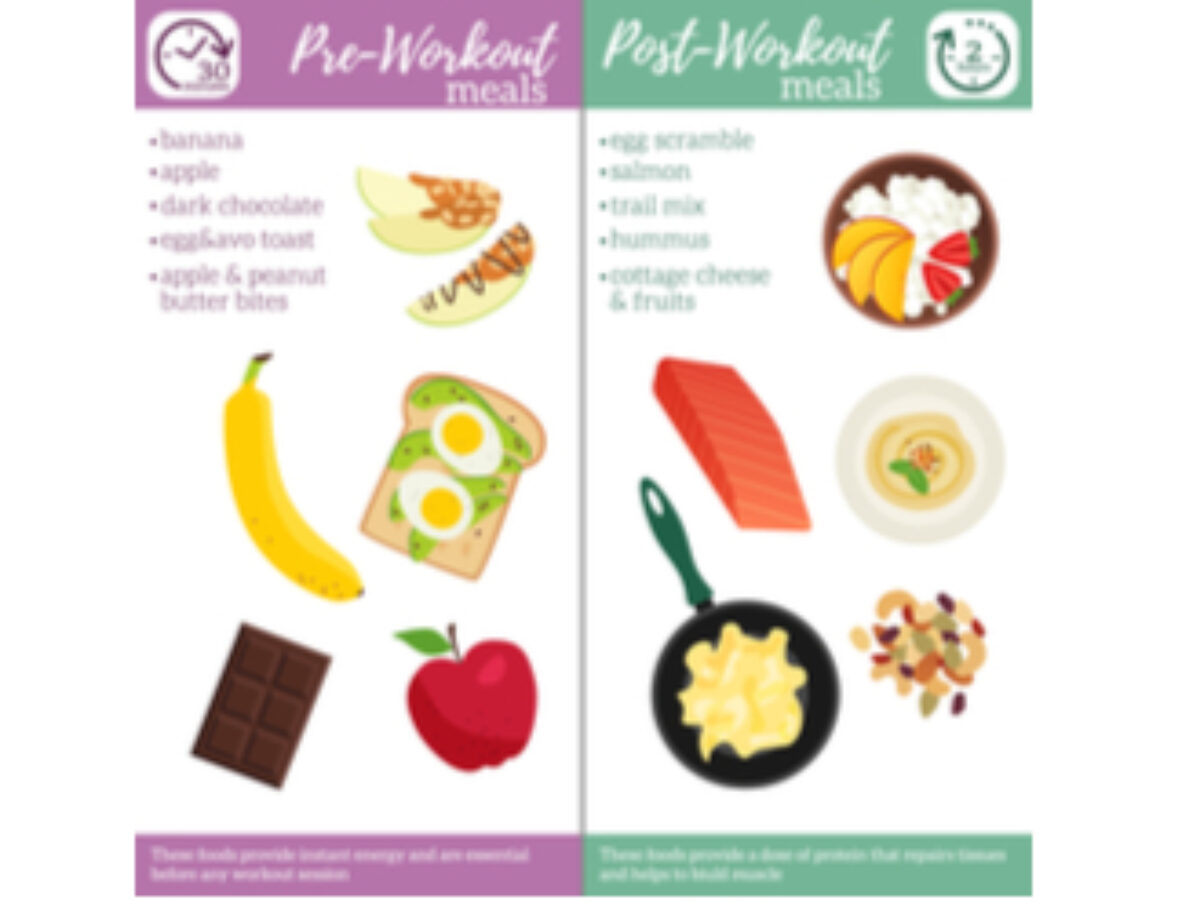 30
Pre-Workout
meals
•banana
•apple
•dark chocolate
•egg&avo toast
•apple & peanut
butter bites
These foods provide instant energy and are essential
before any workout session
Post-Workout
meals
2
•egg scramble
•salmon
•trail mix
•hummus
•cottage cheese
& fruits
These foods provide a dose of protein that repairs tissues
and helps to muscle